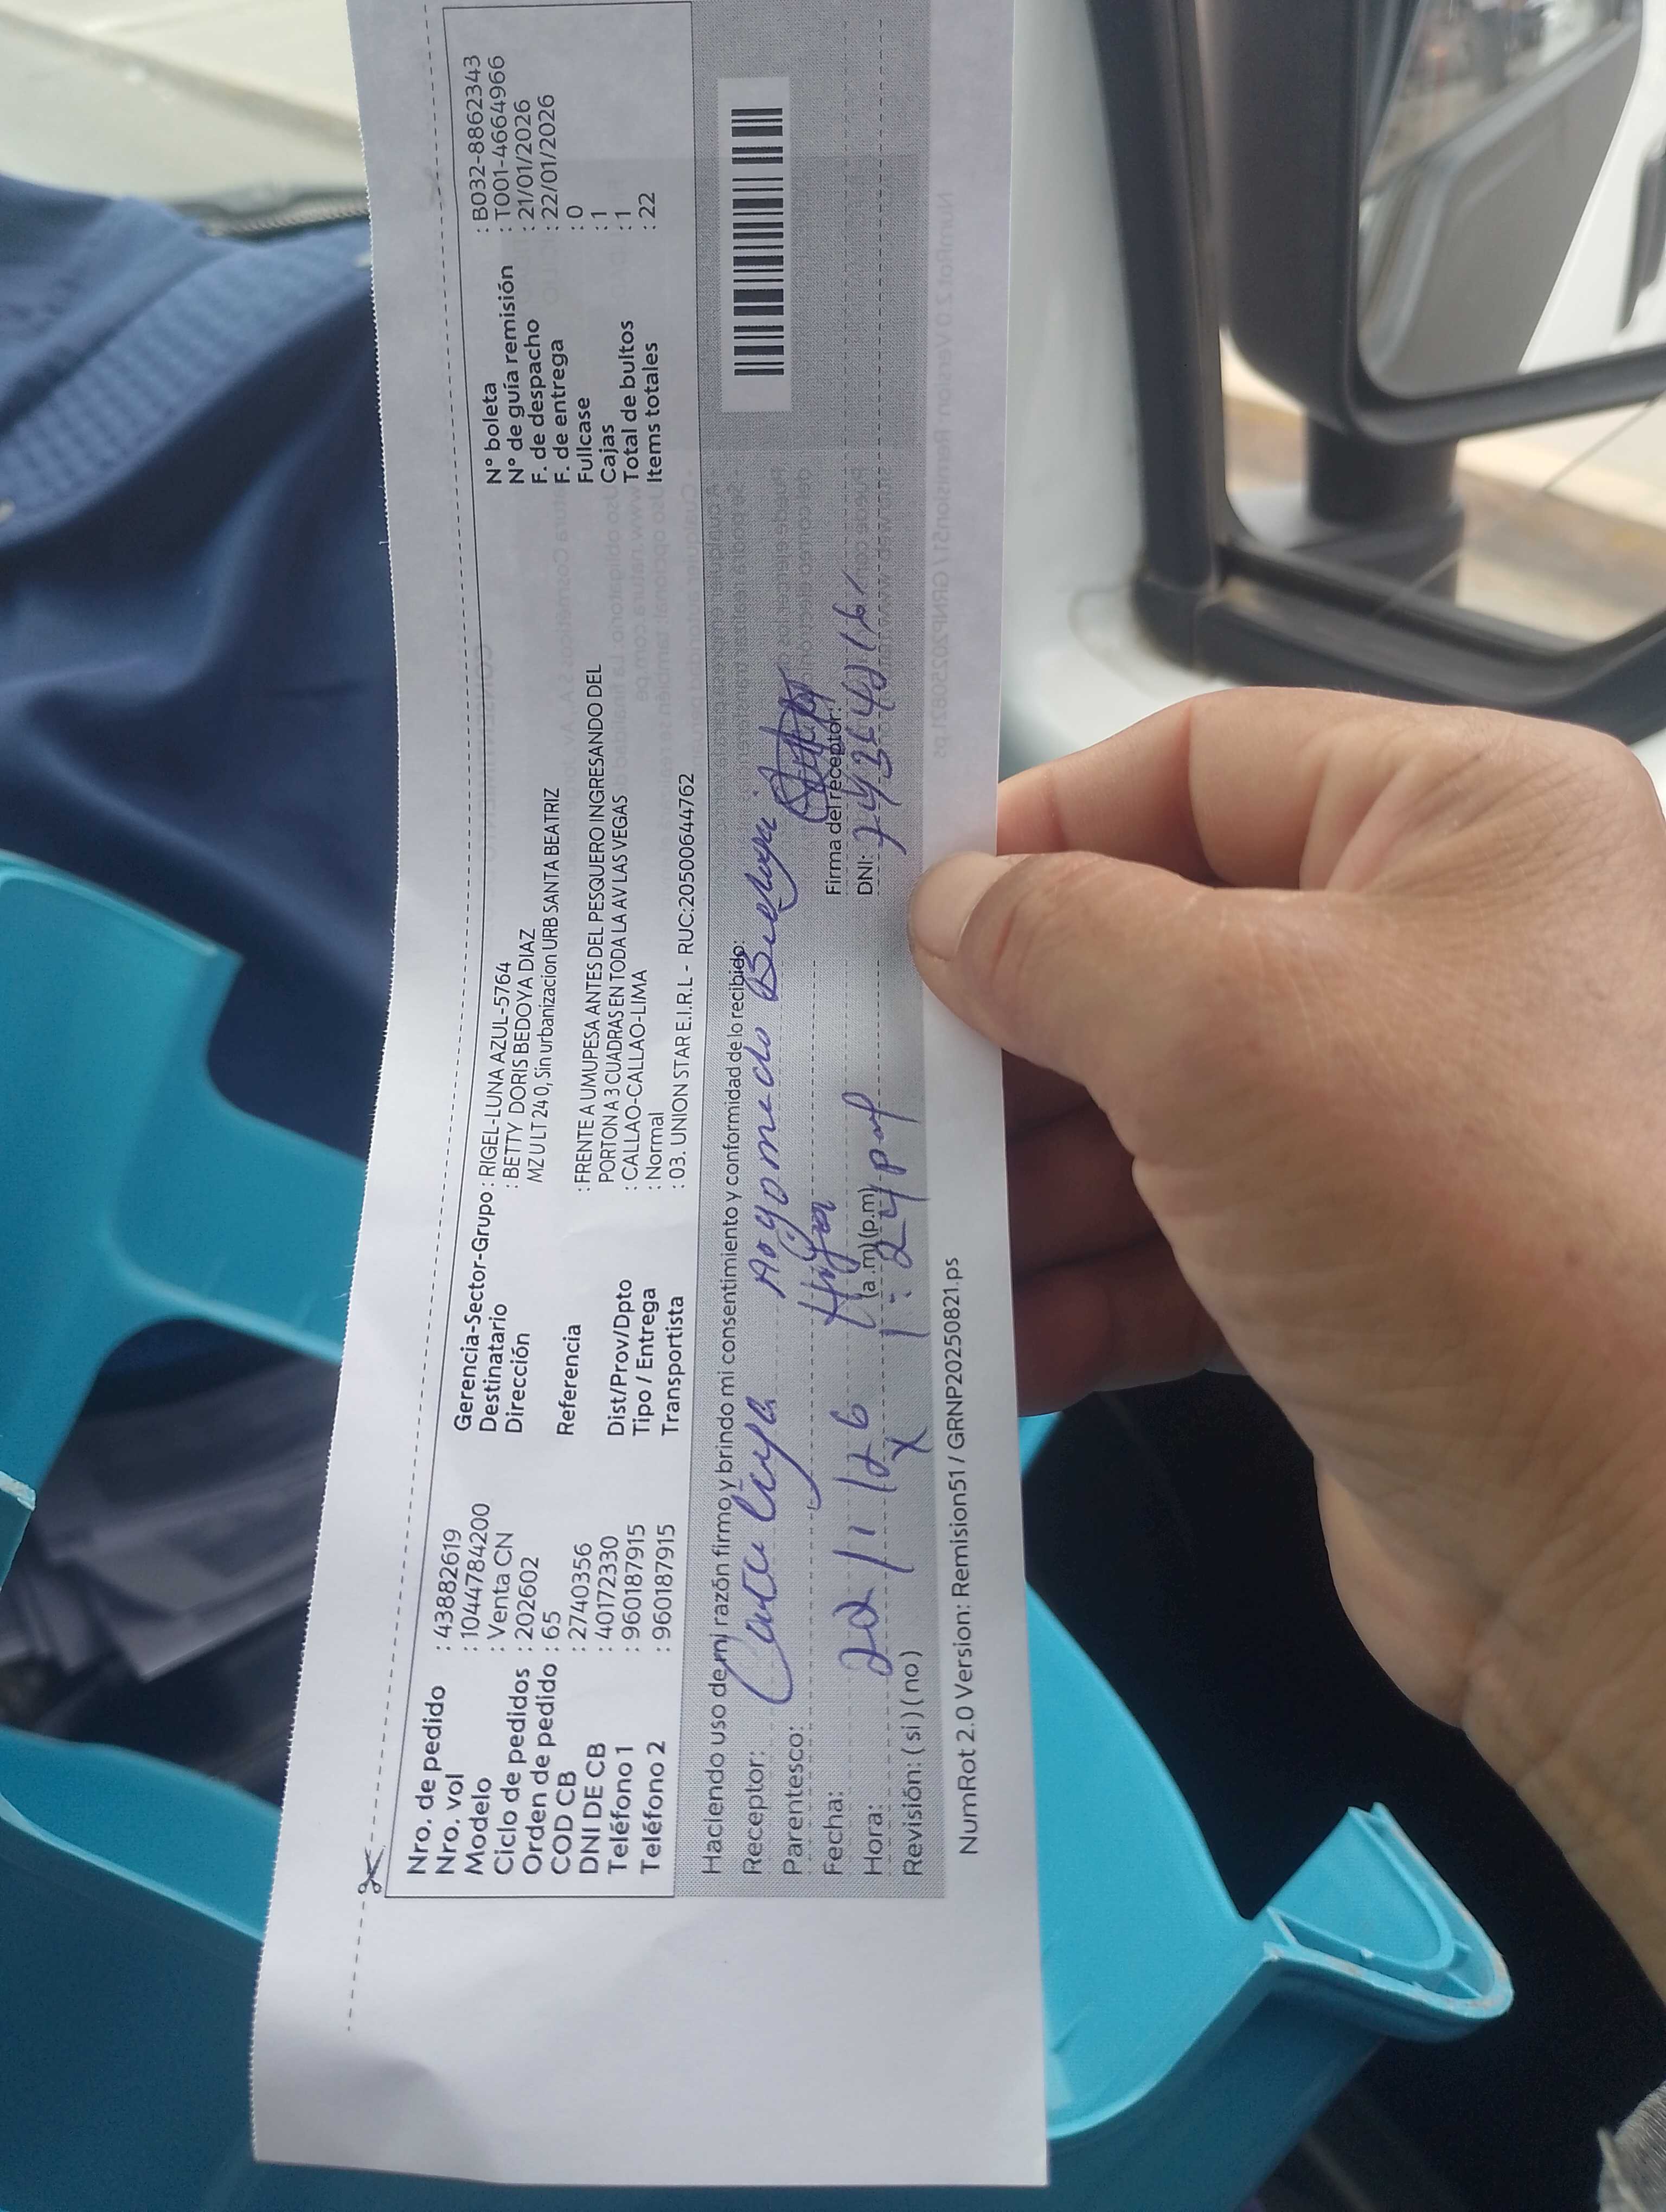 Nro. de pedido : 43882619
Nro. vol : 10447784200
Modelo : Venta CN
Ciclo de pedidos : 202602
Orden de pedido : 65
COD CB : 2740356
DNI DE CB : 40172330
Teléfono 1 : 960187915
Teléfono 2 : 960187915
Gerencia-Sector-Grupo : RIGEL-LUNA AZUL-5764
Destinatario : BETTY DORIS BEDOYA DIAZ
Dirección MZ U LT 24 0, Sin urbanizacion URB SANTA BEATRIZ
Referencia : FRENTE A UMUPESA ANTES DEL PESQUERO INGRESANDO DEL
PORTON A 3 CUADRAS EN TODA LA AV LAS VEGAS
Dist/Prov/Dpto : CALLAO-CALLAO-LIMA
Tipo / Entrega : Normal
Transportista : 03. UNION STAR E.I.R.L - RUC:20500644762
N° boleta : B032-8862343
N° de guía remisión : T001-4664966
F. de despacho : 21/01/2026
F. de entrega : 22/01/2026
Fullcase : 0
Cajas : 1
Total de bultos : 1
Items totales : 22
Haciendo uso de mi razón firmo y brindo mi consentimiento y conformidad de lo recibido:
Receptor: Argomedo
Parentesco: Hija
Firma del receptor:
Fecha: 22/1/26
DNI:
Hora: (a.m) (p.m) 1:24 pm
Revisión: ( si ) ( no ) X
NumRot 2.0 Version: Remision51 / GRNP20250821.ps